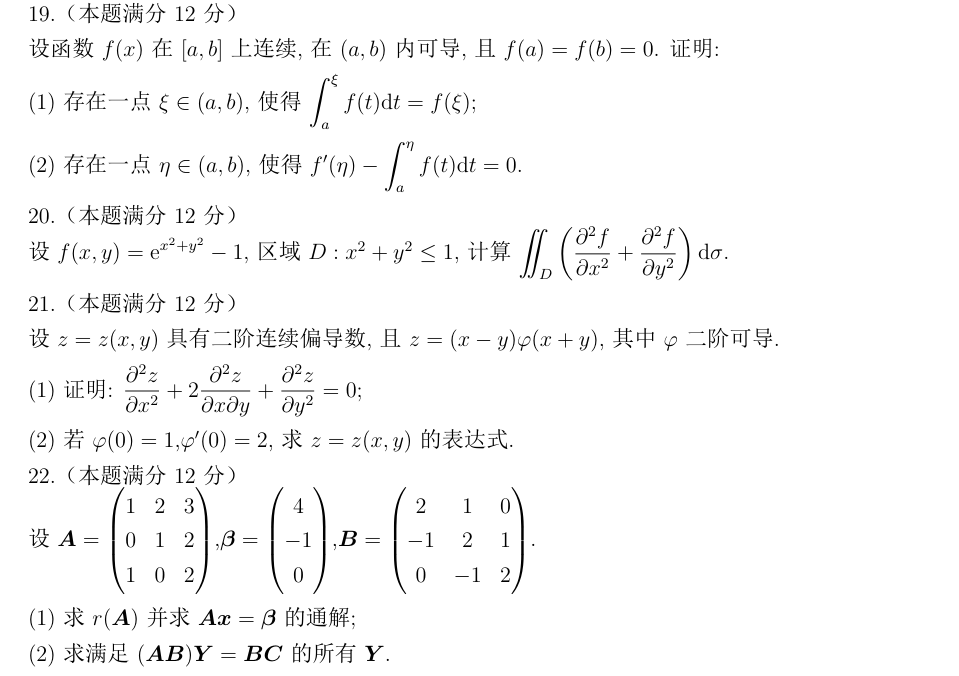 19.（本题满分 12 分）
设函数 f(x) 在 [a, b] 上连续, 在 (a, b) 内可导, 且 f(a) = f(b) = 0. 证明:
(1) 存在一点 ξ ∈ (a, b), 使得 ∫_a^ξ f(t)dt = f(ξ);
(2) 存在一点 η ∈ (a, b), 使得 f′(η) − ∫_a^η f(t)dt = 0.
20.（本题满分 12 分）
设 f(x, y) = e^{x²+y²} − 1, 区域 D : x² + y² ≤ 1, 计算 ∬_D (∂²f/∂x² + ∂²f/∂y²) dσ.
21.（本题满分 12 分）
设 z = z(x, y) 具有二阶连续偏导数, 且 z = (x − y)φ(x + y), 其中 φ 二阶可导.
(1) 证明: ∂²z/∂x² + 2 ∂²z/∂x∂y + ∂²z/∂y² = 0;
(2) 若 φ(0) = 1,φ′(0) = 2, 求 z = z(x, y) 的表达式.
22.（本题满分 12 分）
设 A = (1 2 3; 0 1 2; 1 0 2),β = (4; −1; 0),B = (2 1 0; −1 2 1; 0 −1 2).
(1) 求 r(A) 并求 Ax = β 的通解;
(2) 求满足 (AB)Y = BC 的所有 Y.